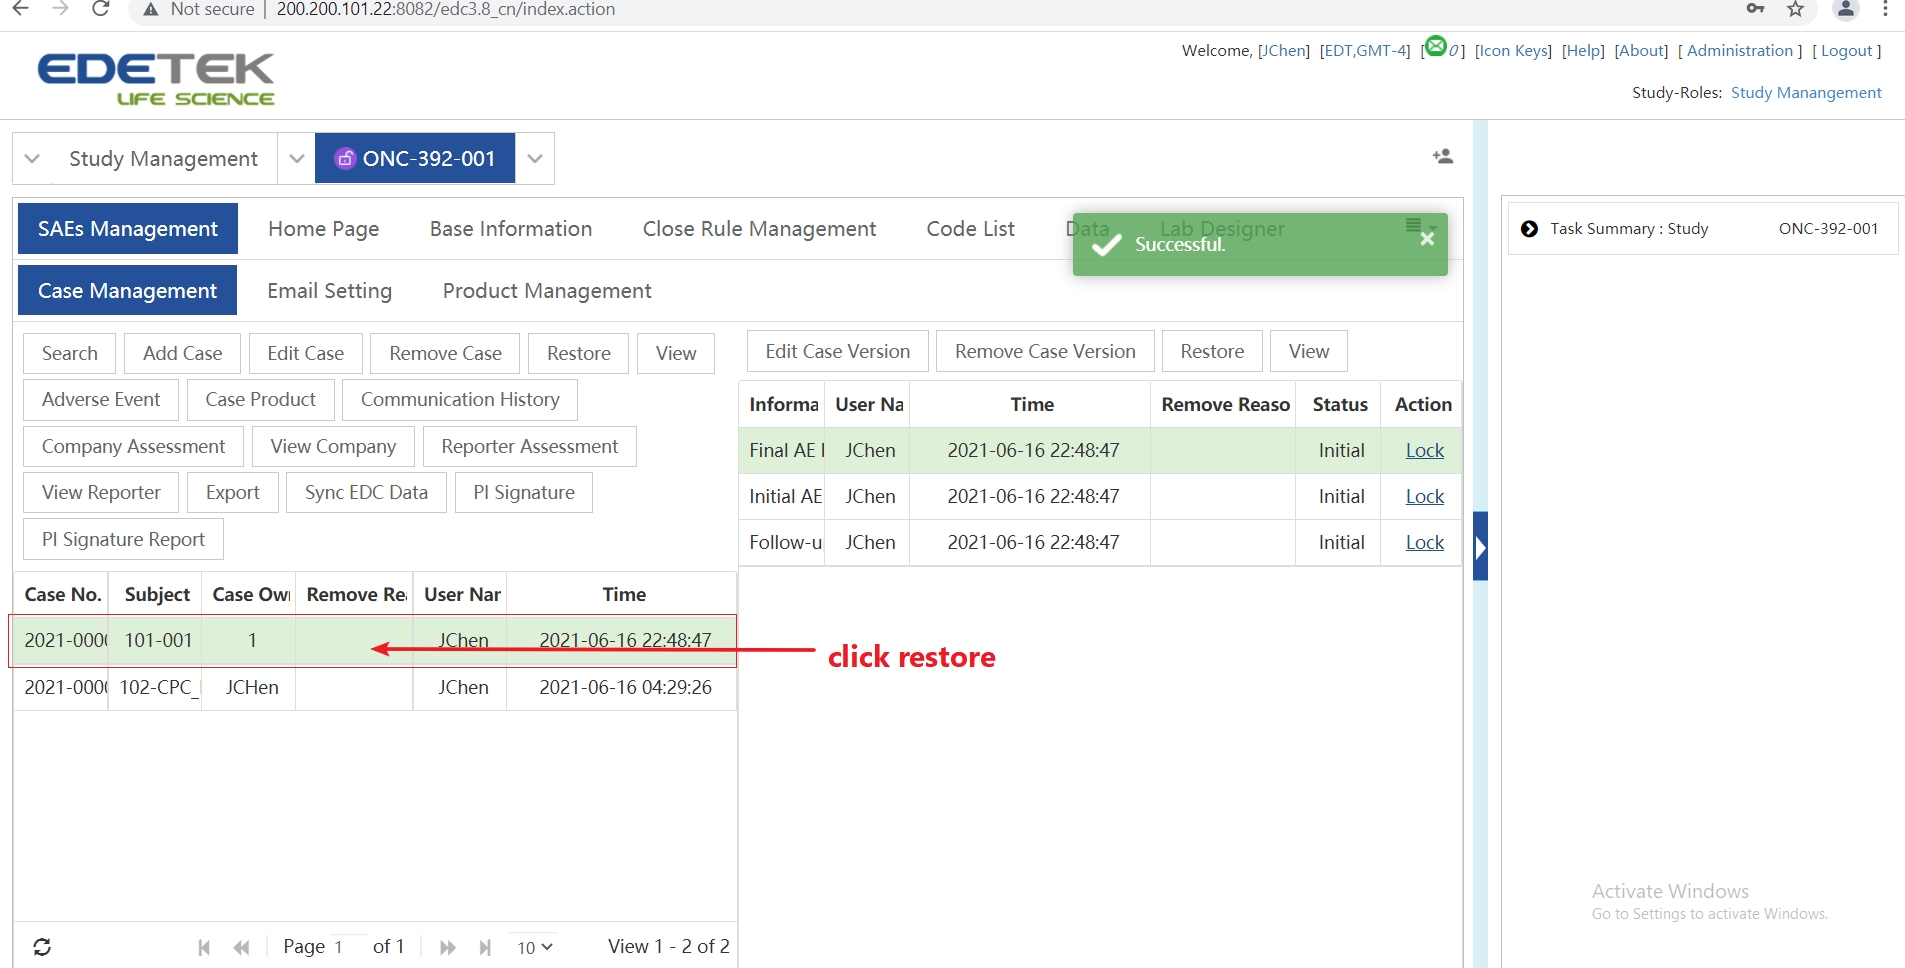 Not secure | 200.200.101.22:8082/edc3.8_cn/index.action
EDETEK
LIFE SCIENCE
Welcome, [JChen] [EDT,GMT-4] [ 0 ] [Icon Keys] [Help] [About] [ Administration ] [ Logout ]
Study-Roles: Study Manangement
Study Management
ONC-392-001
SAEs Management Home Page Base Information Close Rule Management Code List Data Lab Designer
Successful.
Task Summary : Study ONC-392-001
Case Management Email Setting Product Management
Search Add Case Edit Case Remove Case Restore View
Adverse Event Case Product Communication History
Company Assessment View Company Reporter Assessment
View Reporter Export Sync EDC Data PI Signature
PI Signature Report
Case No. Subject Case Own Remove Rea User Nar Time
2021-0000 101-001 1 JChen 2021-06-16 22:48:47
2021-0000 102-CPC_ JCHen JChen 2021-06-16 04:29:26
Page 1 of 1 10 View 1 - 2 of 2
Edit Case Version Remove Case Version Restore View
Informa User Na Time Remove Reaso Status Action
Final AE JChen 2021-06-16 22:48:47 Initial Lock
Initial AE JChen 2021-06-16 22:48:47 Initial Lock
Follow-u JChen 2021-06-16 22:48:47 Initial Lock
click restore
Activate Windows
Go to Settings to activate Windows.